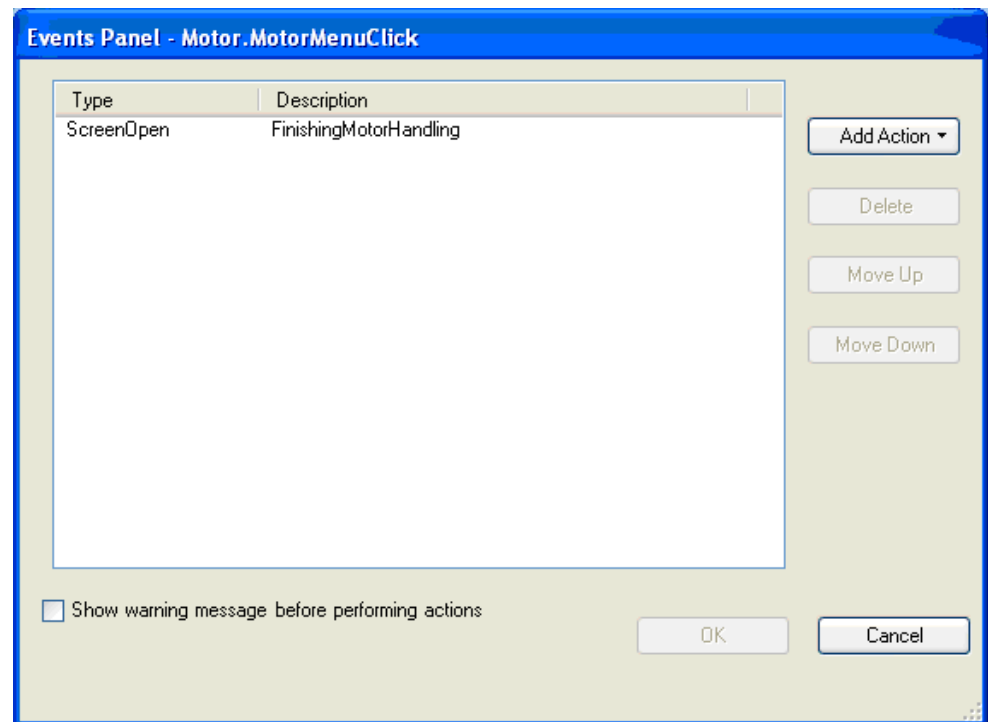 Events Panel - Motor.MotorMenuClick
Type Description
ScreenOpen FinishingMotorHandling
Add Action
Delete
Move Up
Move Down
Show warning message before performing actions
OK Cancel